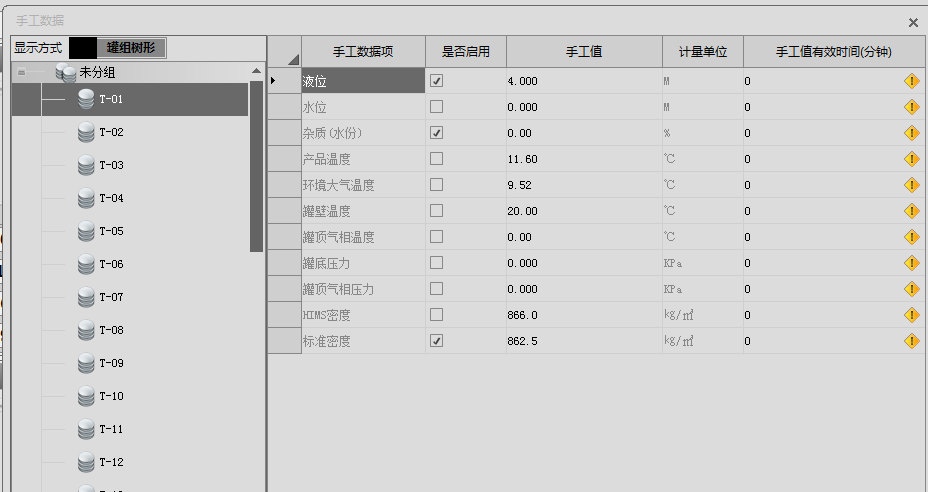 手工数据
显示方式 罐组树形
未分组
T-01
T-02
T-03
T-04
T-05
T-06
T-07
T-08
T-09
T-10
T-11
T-12
手工数据项 是否启用 手工值 计量单位 手工值有效时间(分钟)
液位 4.000 M 0
水位 0.000 M 0
杂质(水份) 0.00 % 0
产品温度 11.60 ℃ 0
环境大气温度 9.52 ℃ 0
罐壁温度 20.00 ℃ 0
罐顶气相温度 0.00 ℃ 0
罐底压力 0.000 KPa 0
罐顶气相压力 0.000 KPa 0
HIMS密度 866.0 kg/㎥ 0
标准密度 862.5 kg/㎥ 0